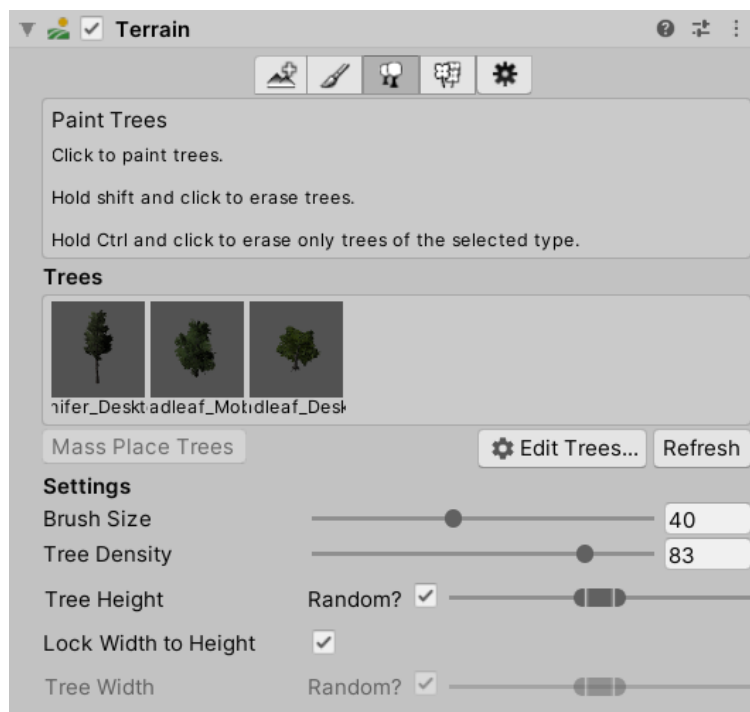 Terrain
Paint Trees
Click to paint trees.
Hold shift and click to erase trees.
Hold Ctrl and click to erase only trees of the selected type.
Trees
nifer_Deskt adleaf_Mob dleaf_Desk
Mass Place Trees Edit Trees... Refresh
Settings
Brush Size 40
Tree Density 83
Tree Height Random?
Lock Width to Height
Tree Width Random?